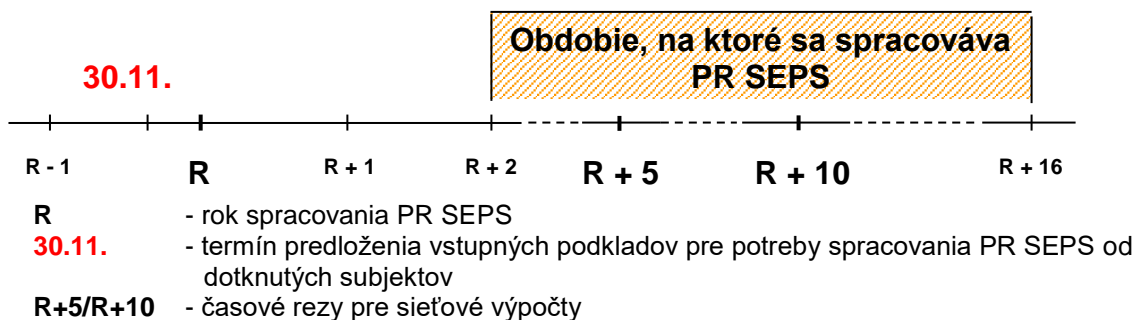 Obdobie, na ktoré sa spracováva
PR SEPS
30.11.
R - 1 R R + 1 R + 2 R + 5 R + 10 R + 16
R - rok spracovania PR SEPS
30.11. - termín predloženia vstupných podkladov pre potreby spracovania PR SEPS od
dotknutých subjektov
R+5/R+10 - časové rezy pre sieťové výpočty